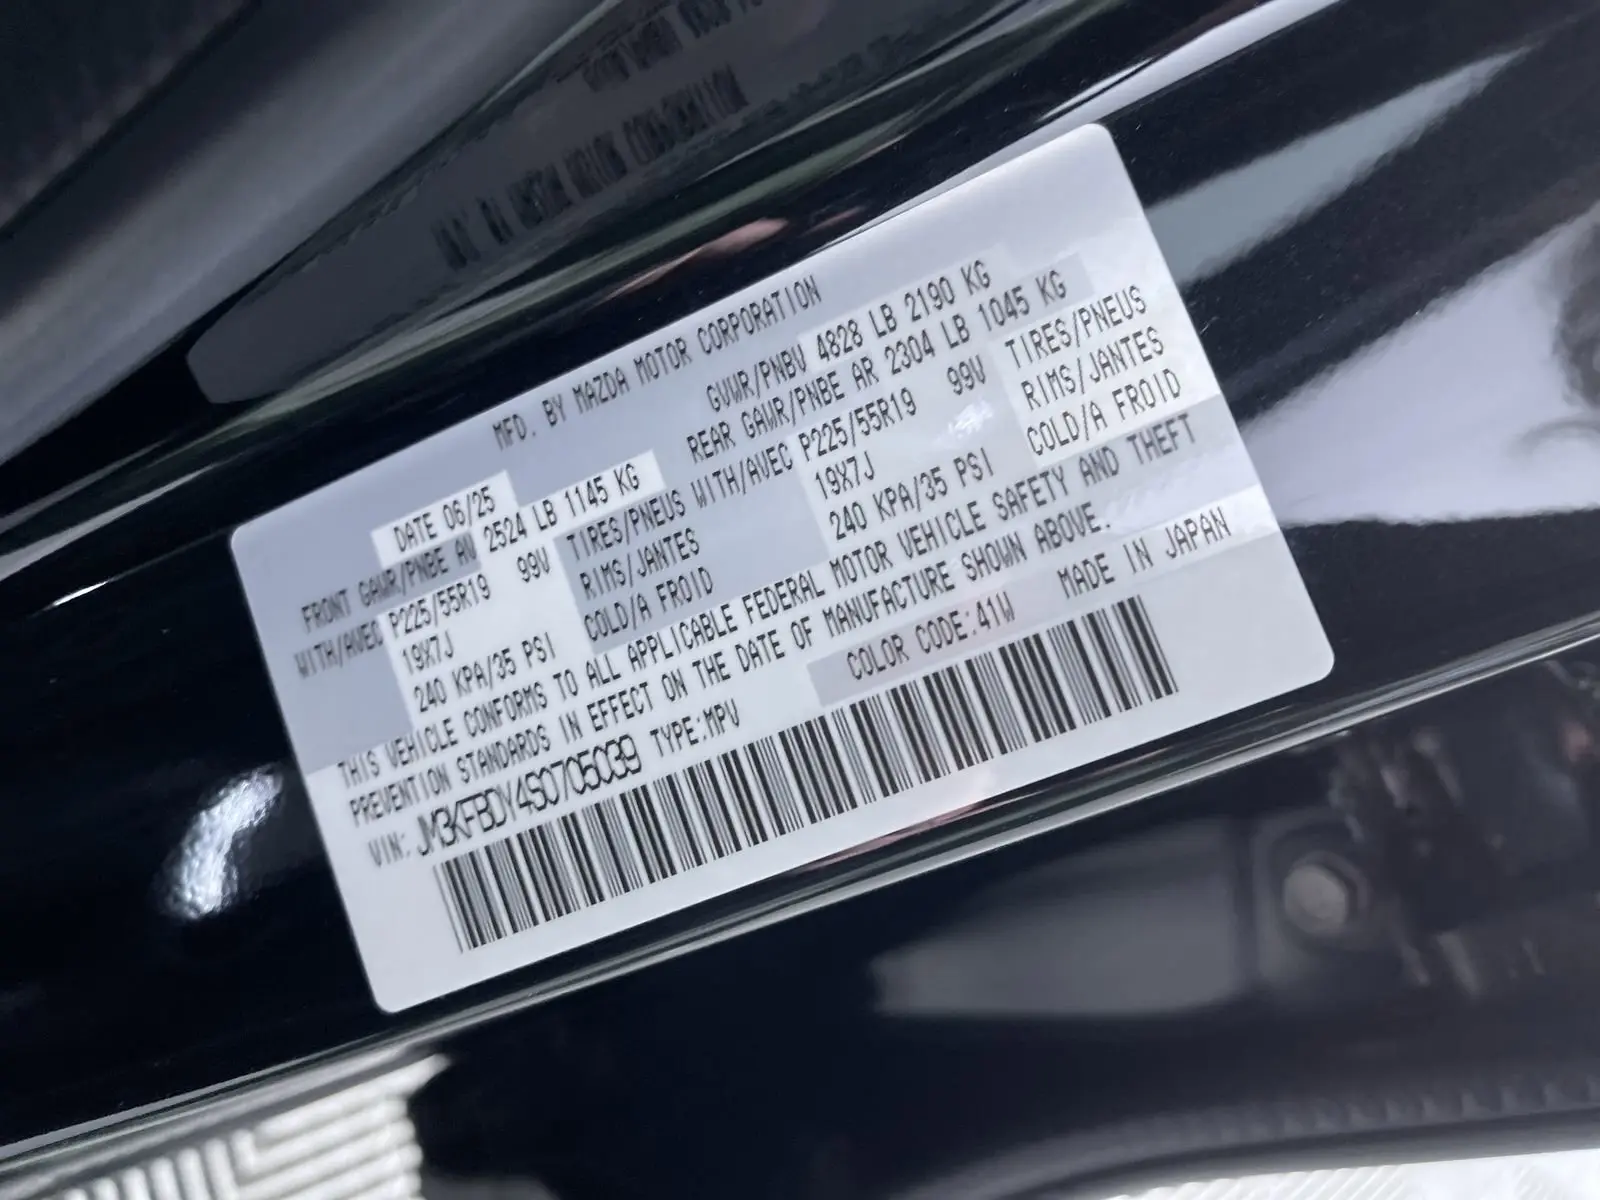 MFD. BY MAZDA MOTOR CORPORATION
DATE 06/25 GVWR/PNBV 4828 LB 2190 KG
FRONT GAWR/PNBE AV 2524 LB 1145 KG REAR GAWR/PNBE AR 2304 LB 1045 KG
WITH/AVEC P225/55R19 99V TIRES/PNEUS WITH/AVEC P225/55R19 99V TIRES/PNEUS
19X7J RIMS/JANTES 19X7J RIMS/JANTES
240 KPA/35 PSI COLD/A FROID 240 KPA/35 PSI COLD/A FROID
THIS VEHICLE CONFORMS TO ALL APPLICABLE FEDERAL MOTOR VEHICLE SAFETY AND THEFT
PREVENTION STANDARDS IN EFFECT ON THE DATE OF MANUFACTURE SHOWN ABOVE.
VIN: JM3KFBDY4S0705039 TYPE:MPV COLOR CODE:41W MADE IN JAPAN